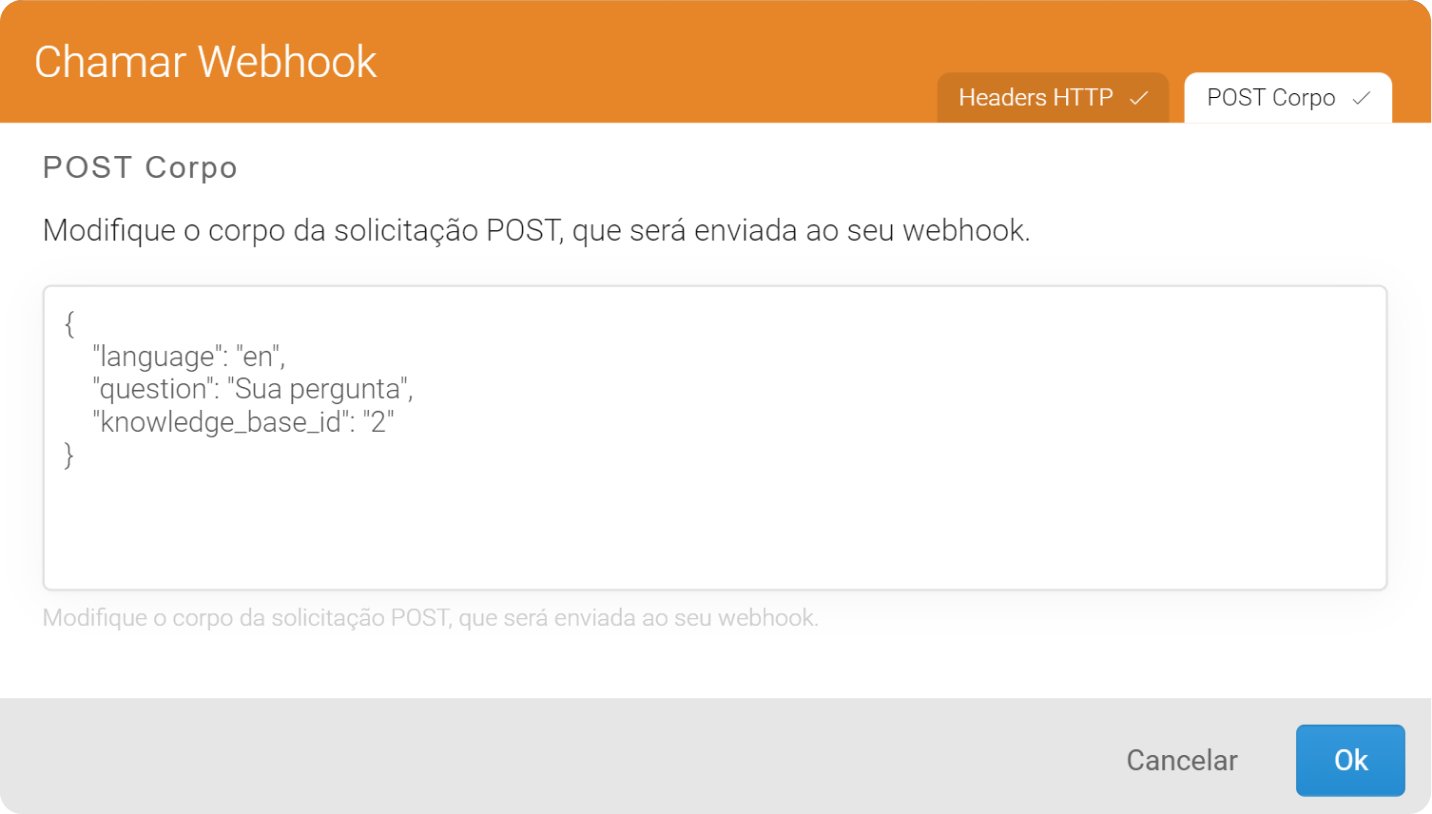 Chamar Webhook
Headers HTTP
POST Corpo
POST Corpo
Modifique o corpo da solicitação POST, que será enviada ao seu webhook.
{
"language": "en",
"question": "Sua pergunta",
"knowledge_base_id": "2"
}
Modifique o corpo da solicitação POST, que será enviada ao seu webhook.
Cancelar
Ok